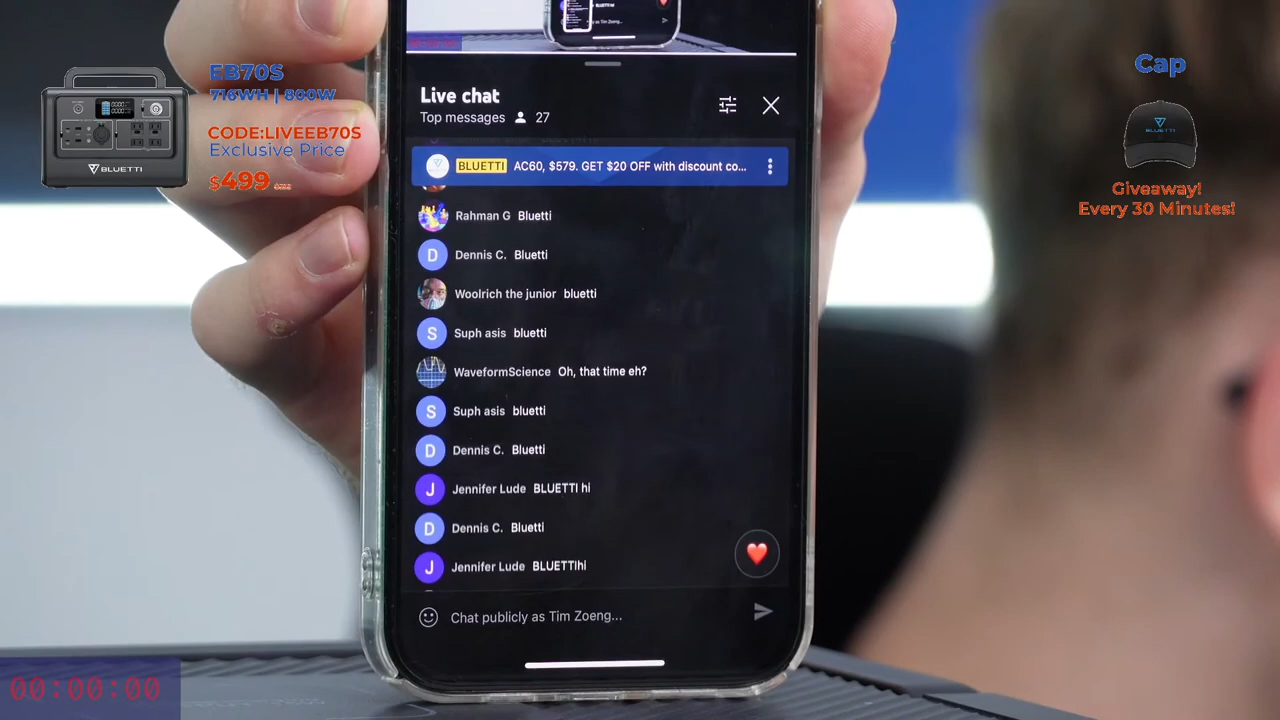 EB70S
716WH | 800W
CODE:LIVEEB70S
Exclusive Price
$499
BLUETTI
Cap
BLUETTI
Giveaway!
Every 30 Minutes!
Live chat
Top messages 27
BLUETTI AC60, $579. GET $20 OFF with discount co...
Rahman G Bluetti
D Dennis C. Bluetti
Woolrich the junior bluetti
S Suph asis bluetti
WaveformScience Oh, that time eh?
S Suph asis bluetti
D Dennis C. Bluetti
J Jennifer Lude BLUETTI hi
D Dennis C. Bluetti
J Jennifer Lude BLUETTIhi
Chat publicly as Tim Zoeng...
00:00:00